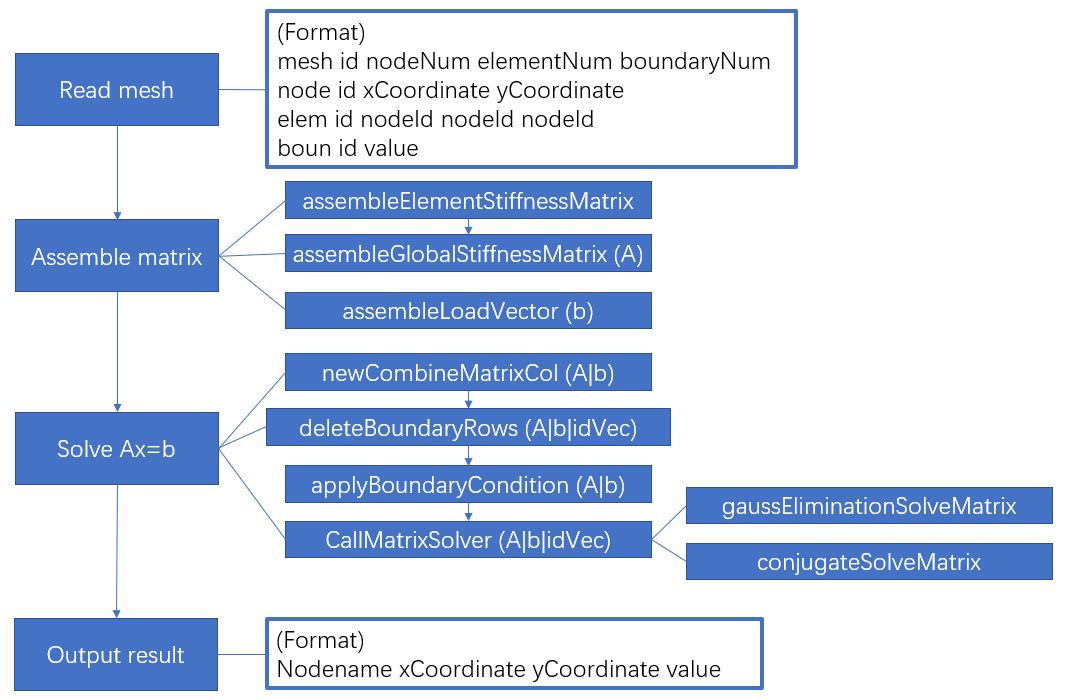 Read mesh
(Format)
mesh id nodeNum elementNum boundaryNum
node id xCoordinate yCoordinate
elem id nodeId nodeId nodeId
boun id value
Assemble matrix
assembleElementStiffnessMatrix
assembleGlobalStiffnessMatrix (A)
assembleLoadVector (b)
Solve Ax=b
newCombineMatrixCol (A|b)
deleteBoundaryRows (A|b|idVec)
applyBoundaryCondition (A|b)
CallMatrixSolver (A|b|idVec)
gaussEliminationSolveMatrix
conjugateSolveMatrix
Output result
(Format)
Nodename xCoordinate yCoordinate value